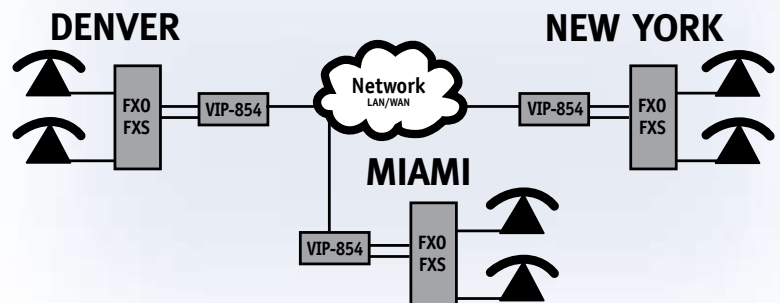 DENVER
NEW YORK
FXO
FXS
VIP-854
Network
LAN/WAN
VIP-854
FXO
FXS
MIAMI
VIP-854
FXO
FXS